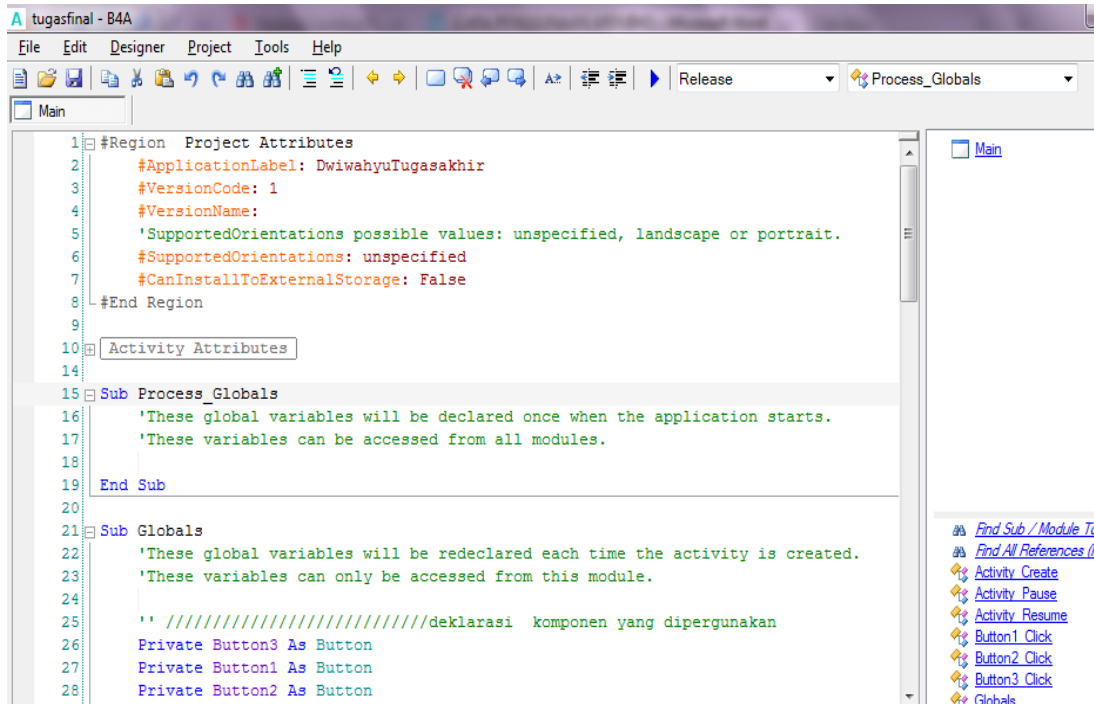 tugasfinal - B4A
File Edit Designer Project Tools Help
Release Process_Globals
Main
1 #Region Project Attributes
2 #ApplicationLabel: DwiwahyuTugasakhir
3 #VersionCode: 1
4 #VersionName:
5 'SupportedOrientations possible values: unspecified, landscape or portrait.
6 #SupportedOrientations: unspecified
7 #CanInstallToExternalStorage: False
8 #End Region
9
10 Activity Attributes
14
15 Sub Process_Globals
16 'These global variables will be declared once when the application starts.
17 'These variables can be accessed from all modules.
18
19 End Sub
20
21 Sub Globals
22 'These global variables will be redeclared each time the activity is created.
23 'These variables can only be accessed from this module.
24
25 '' ////////////////////////////deklarasi komponen yang dipergunakan
26 Private Button3 As Button
27 Private Button1 As Button
28 Private Button2 As Button
Main
Find Sub / Module
Find All References
Activity_Create
Activity_Pause
Activity_Resume
Button1_Click
Button2_Click
Button3_Click
Globals